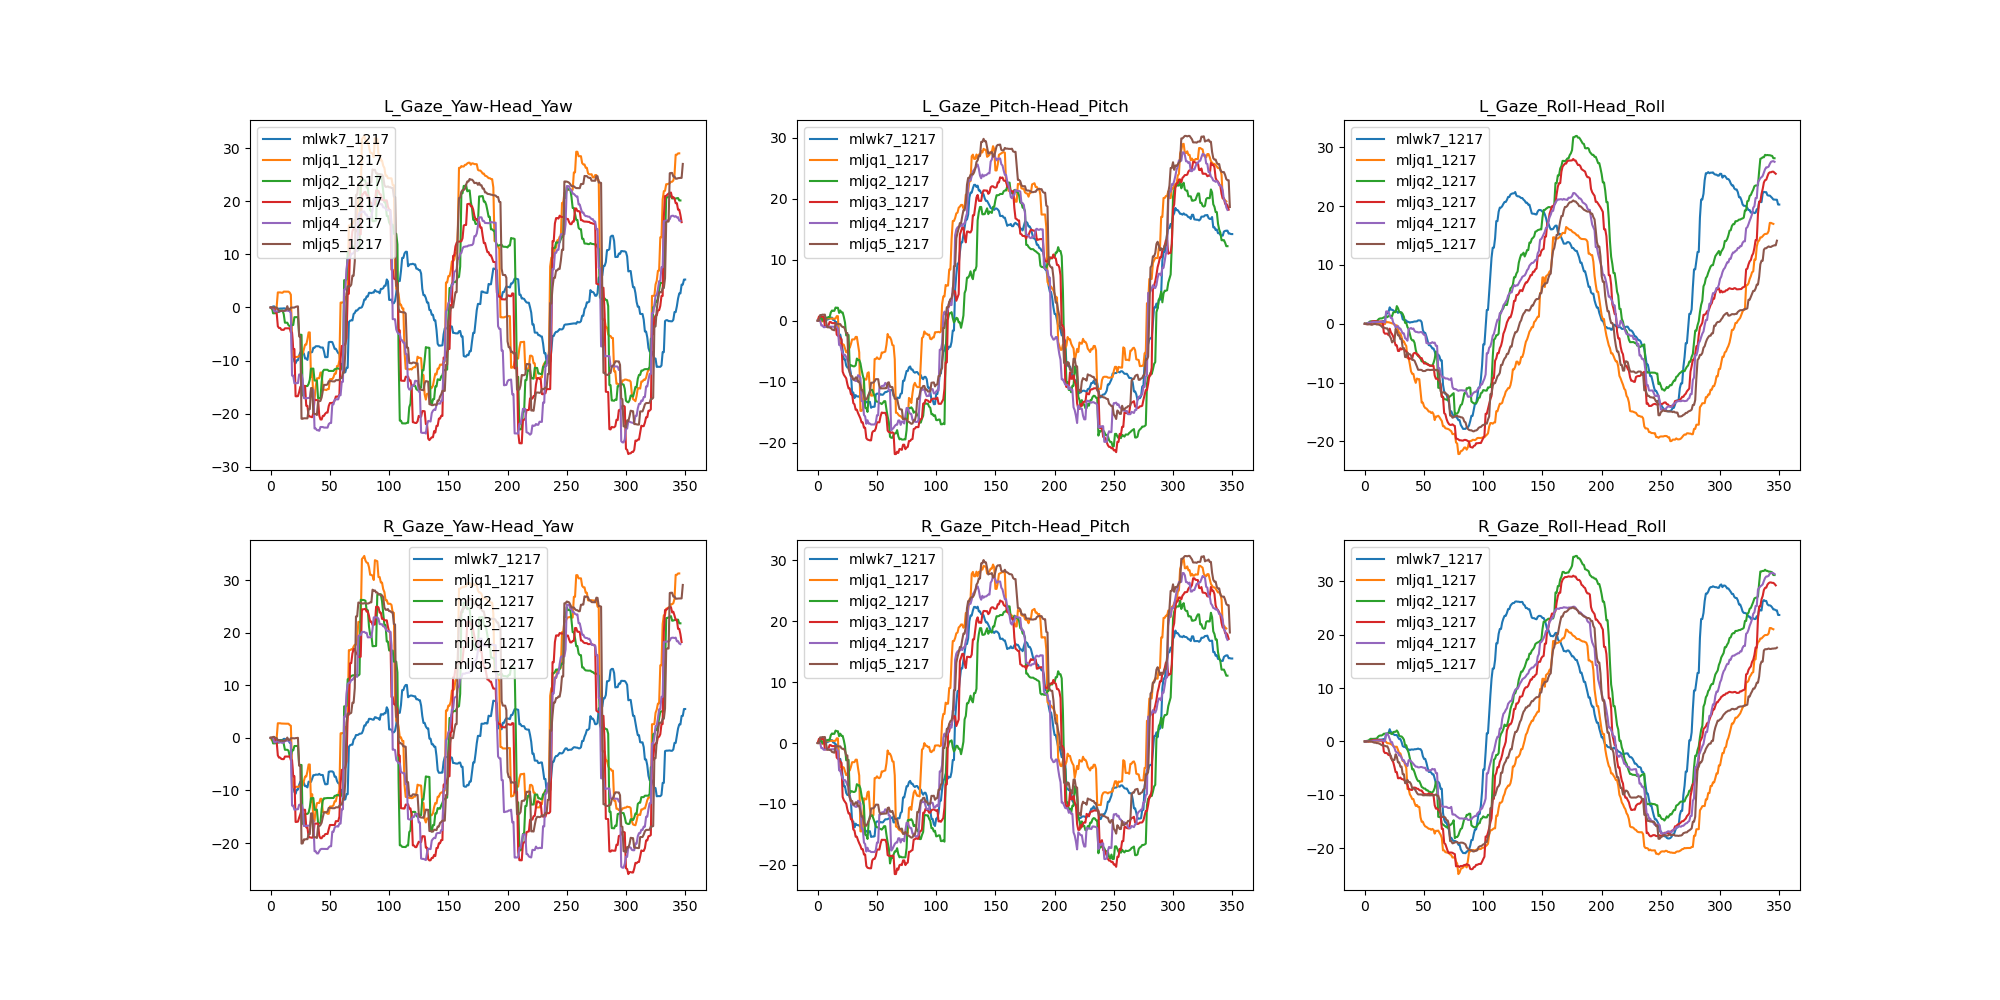 L_Gaze_Yaw-Head_Yaw
30
20
10
0
−10
−20
−30
0 50 100 150 200 250 300 350
mlwk7_1217
mljq1_1217
mljq2_1217
mljq3_1217
mljq4_1217
mljq5_1217
L_Gaze_Pitch-Head_Pitch
30
20
10
0
−10
−20
0 50 100 150 200 250 300 350
mlwk7_1217
mljq1_1217
mljq2_1217
mljq3_1217
mljq4_1217
mljq5_1217
L_Gaze_Roll-Head_Roll
30
20
10
0
−10
−20
0 50 100 150 200 250 300 350
mlwk7_1217
mljq1_1217
mljq2_1217
mljq3_1217
mljq4_1217
mljq5_1217
R_Gaze_Yaw-Head_Yaw
30
20
10
0
−10
−20
0 50 100 150 200 250 300 350
mlwk7_1217
mljq1_1217
mljq2_1217
mljq3_1217
mljq4_1217
mljq5_1217
R_Gaze_Pitch-Head_Pitch
30
20
10
0
−10
−20
0 50 100 150 200 250 300 350
mlwk7_1217
mljq1_1217
mljq2_1217
mljq3_1217
mljq4_1217
mljq5_1217
R_Gaze_Roll-Head_Roll
30
20
10
0
−10
−20
0 50 100 150 200 250 300 350
mlwk7_1217
mljq1_1217
mljq2_1217
mljq3_1217
mljq4_1217
mljq5_1217